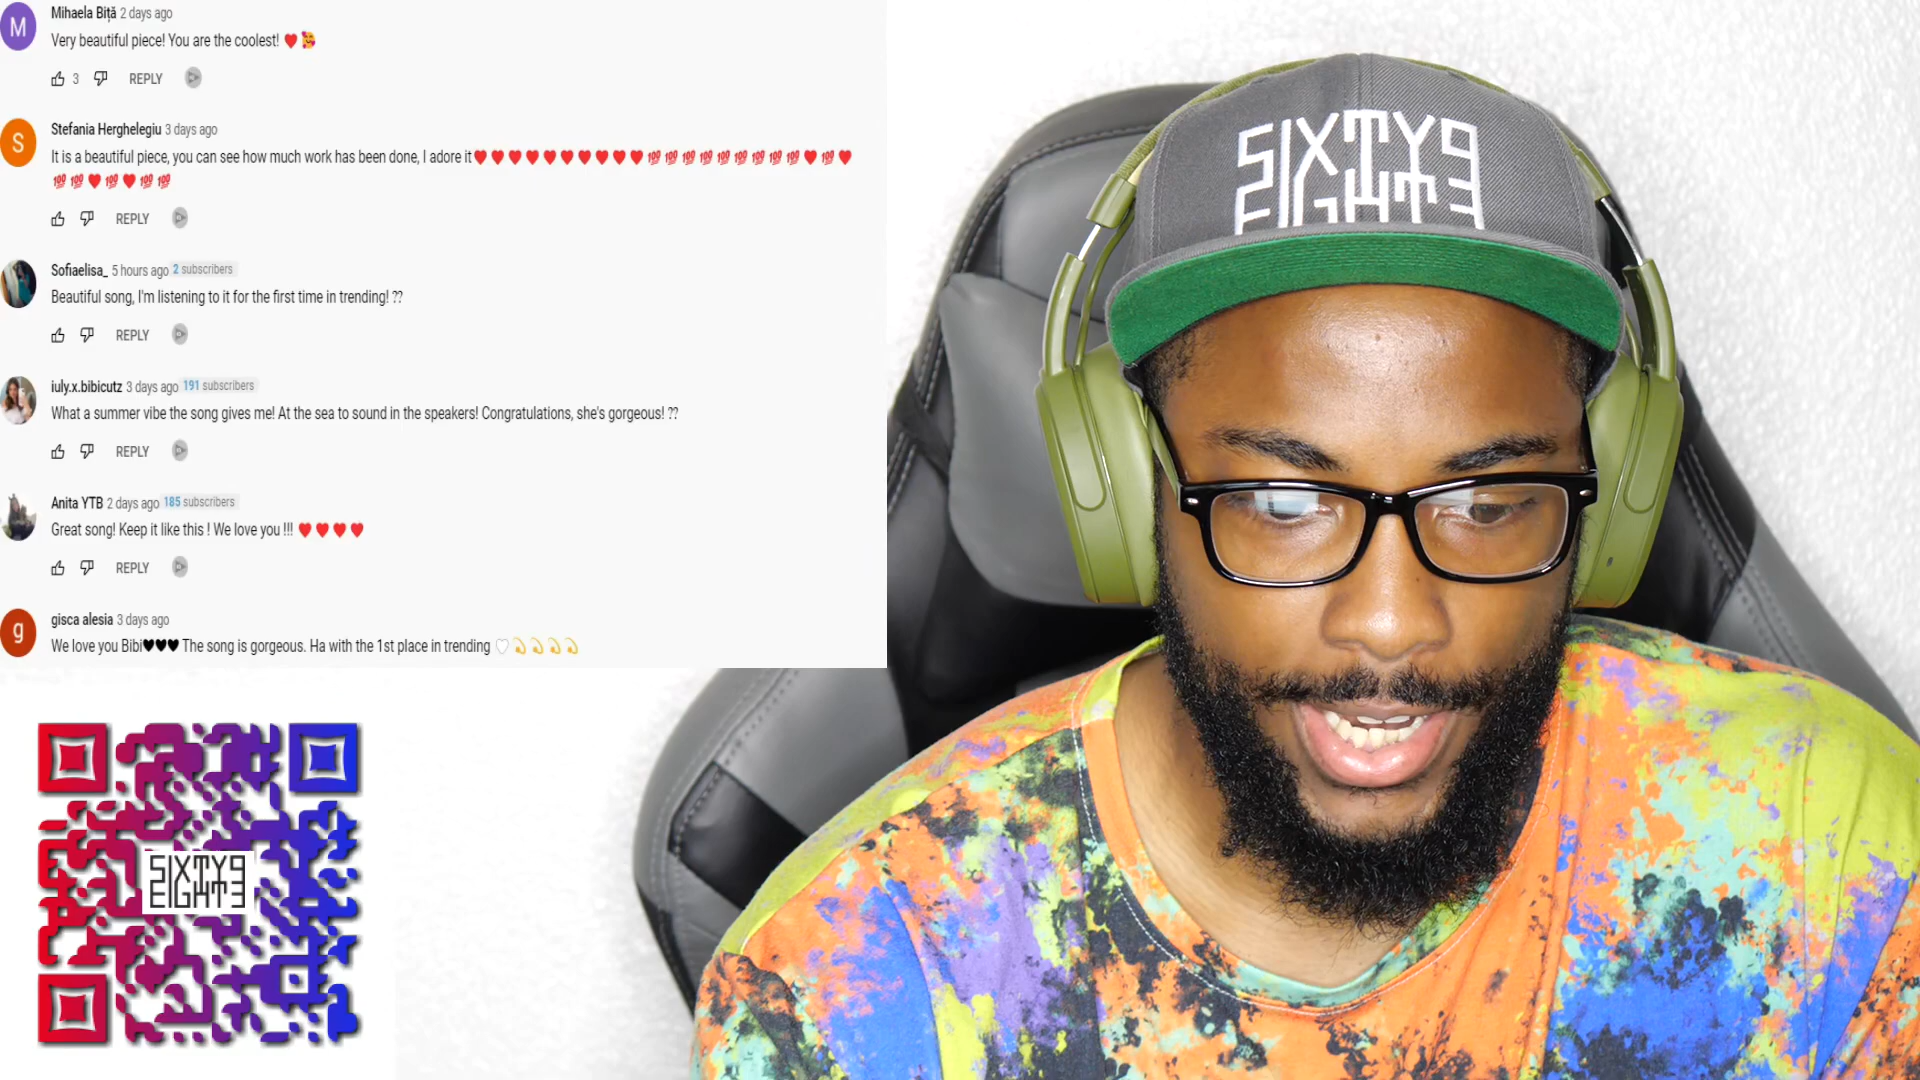 Mihaela Biță 2 days ago
Very beautiful piece! You are the coolest! ❤️🥰
3 REPLY
Stefania Herghelegiu 3 days ago
It is a beautiful piece, you can see how much work has been done, I adore it❤️❤️❤️❤️❤️❤️❤️❤️❤️❤️💯💯💯💯💯💯💯💯💯❤️💯❤️
💯💯❤️💯❤️💯💯
REPLY
Sofiaelisa_ 5 hours ago 2 subscribers
Beautiful song, I'm listening to it for the first time in trending! ??
REPLY
iuly.x.bibicutz 3 days ago 191 subscribers
What a summer vibe the song gives me! At the sea to sound in the speakers! Congratulations, she's gorgeous! ??
REPLY
Anita YTB 2 days ago 185 subscribers
Great song! Keep it like this ! We love you !!! ❤️❤️❤️❤️
REPLY
gisca alesia 3 days ago
We love you Bibi♥♥♥ The song is gorgeous. Ha with the 1st place in trending 🤍💫💫💫💫
SIXTY9
EIGHT3
SIXTY9
EIGHT3